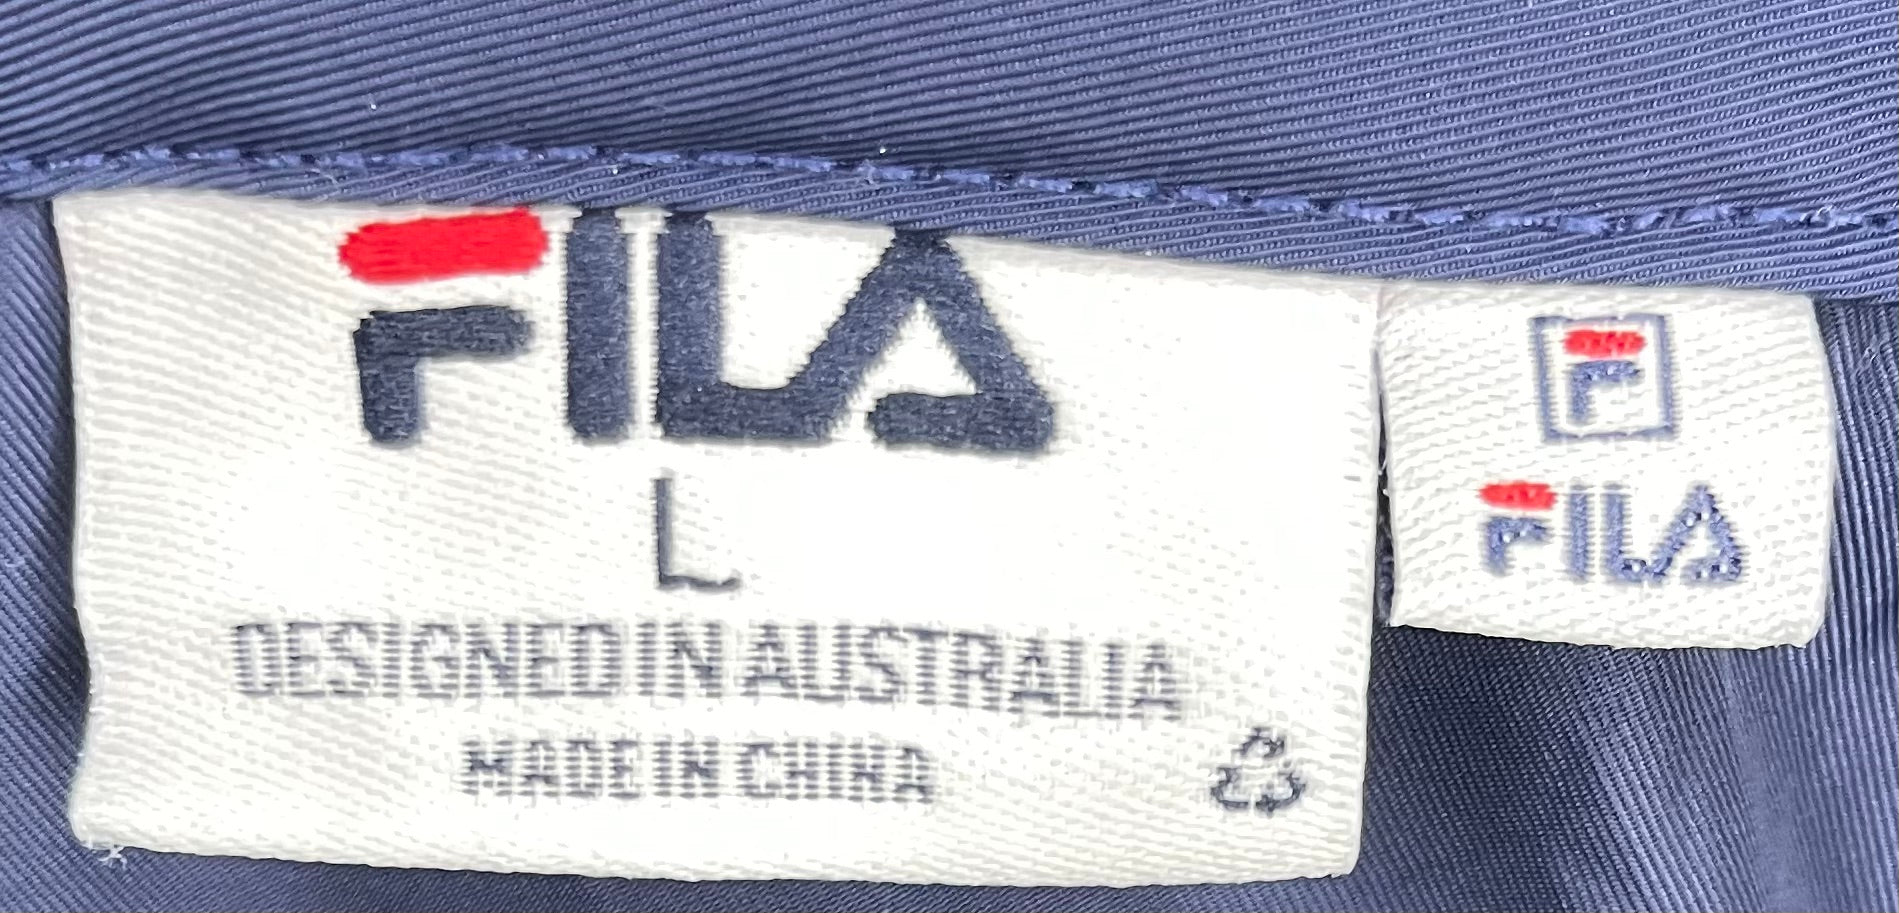 FILA
L
DESIGNED IN AUSTRALIA
MADE IN CHINA
F
FILA